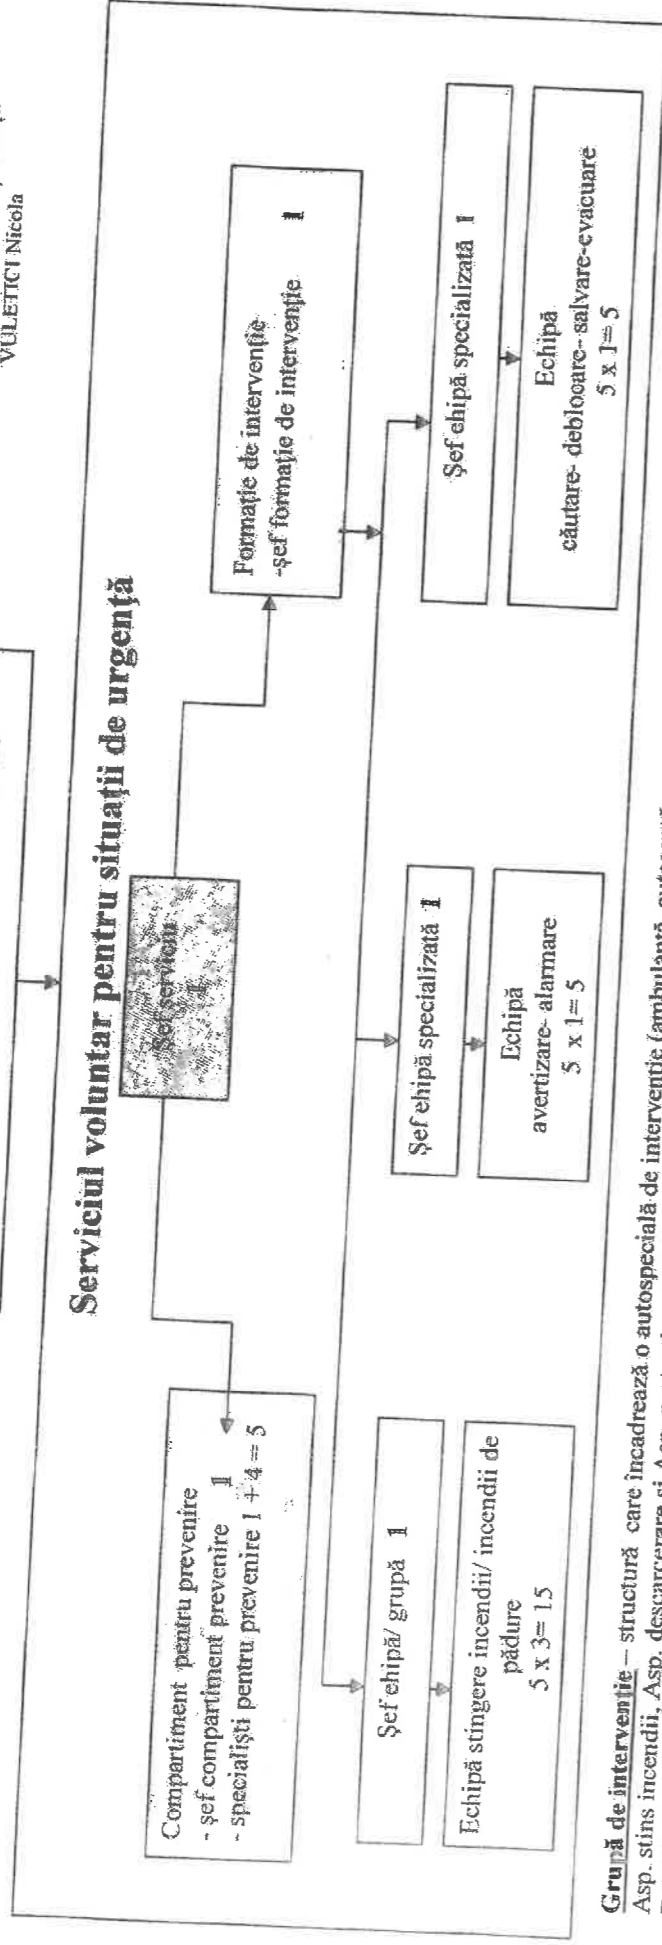 VULETICI Nicola
Serviciul voluntar pentru situații de urgență
Șef serviciu
1
Compartiment pentru prevenire
- șef compartiment prevenire 1
- specialiști pentru prevenire 1 + 4 = 5
Formație de intervenție
-șef formație de intervenție 1
Șef ehipă/ grupă 1
Echipă stingere incendii/ incendii de
pădure
5 x 3= 15
Șef ehipă specializată 1
Echipă
avertizare- alarmare
5 x 1= 5
Șef ehipă specializată 1
Echipă
căutare- deblocare- salvare-evacuare
5 x 1= 5
Grupă de intervenție – structură care încadrează o autospecială de intervenție (ambulanță, autoscară
Asp. stins incendii, Asp. descarcerare și Asp.